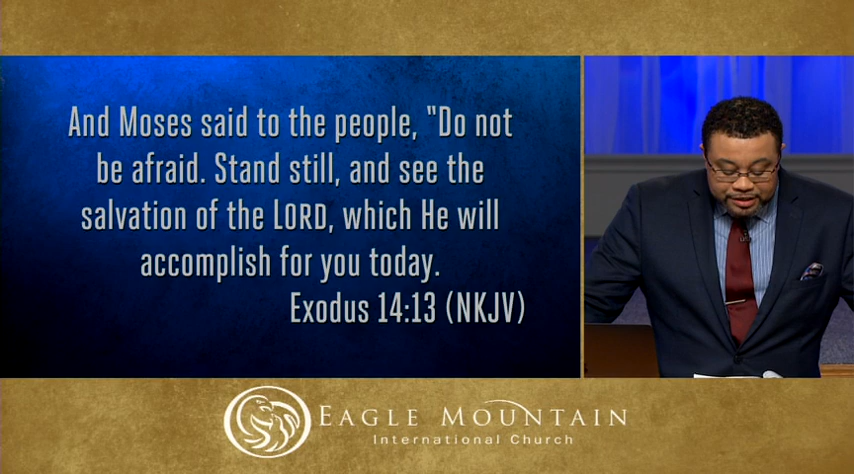 And Moses said to the people, "Do not
be afraid. Stand still, and see the
salvation of the LORD, which He will
accomplish for you today.
Exodus 14:13 (NKJV)
EAGLE MOUNTAIN
International Church